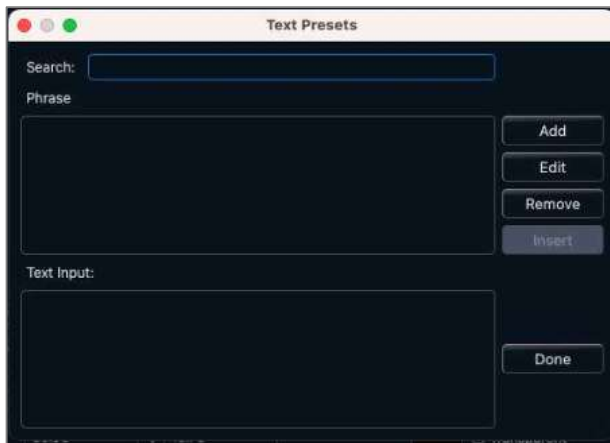 Text Presets
Search:
Phrase
Add
Edit
Remove
Insert
Text Input:
Done